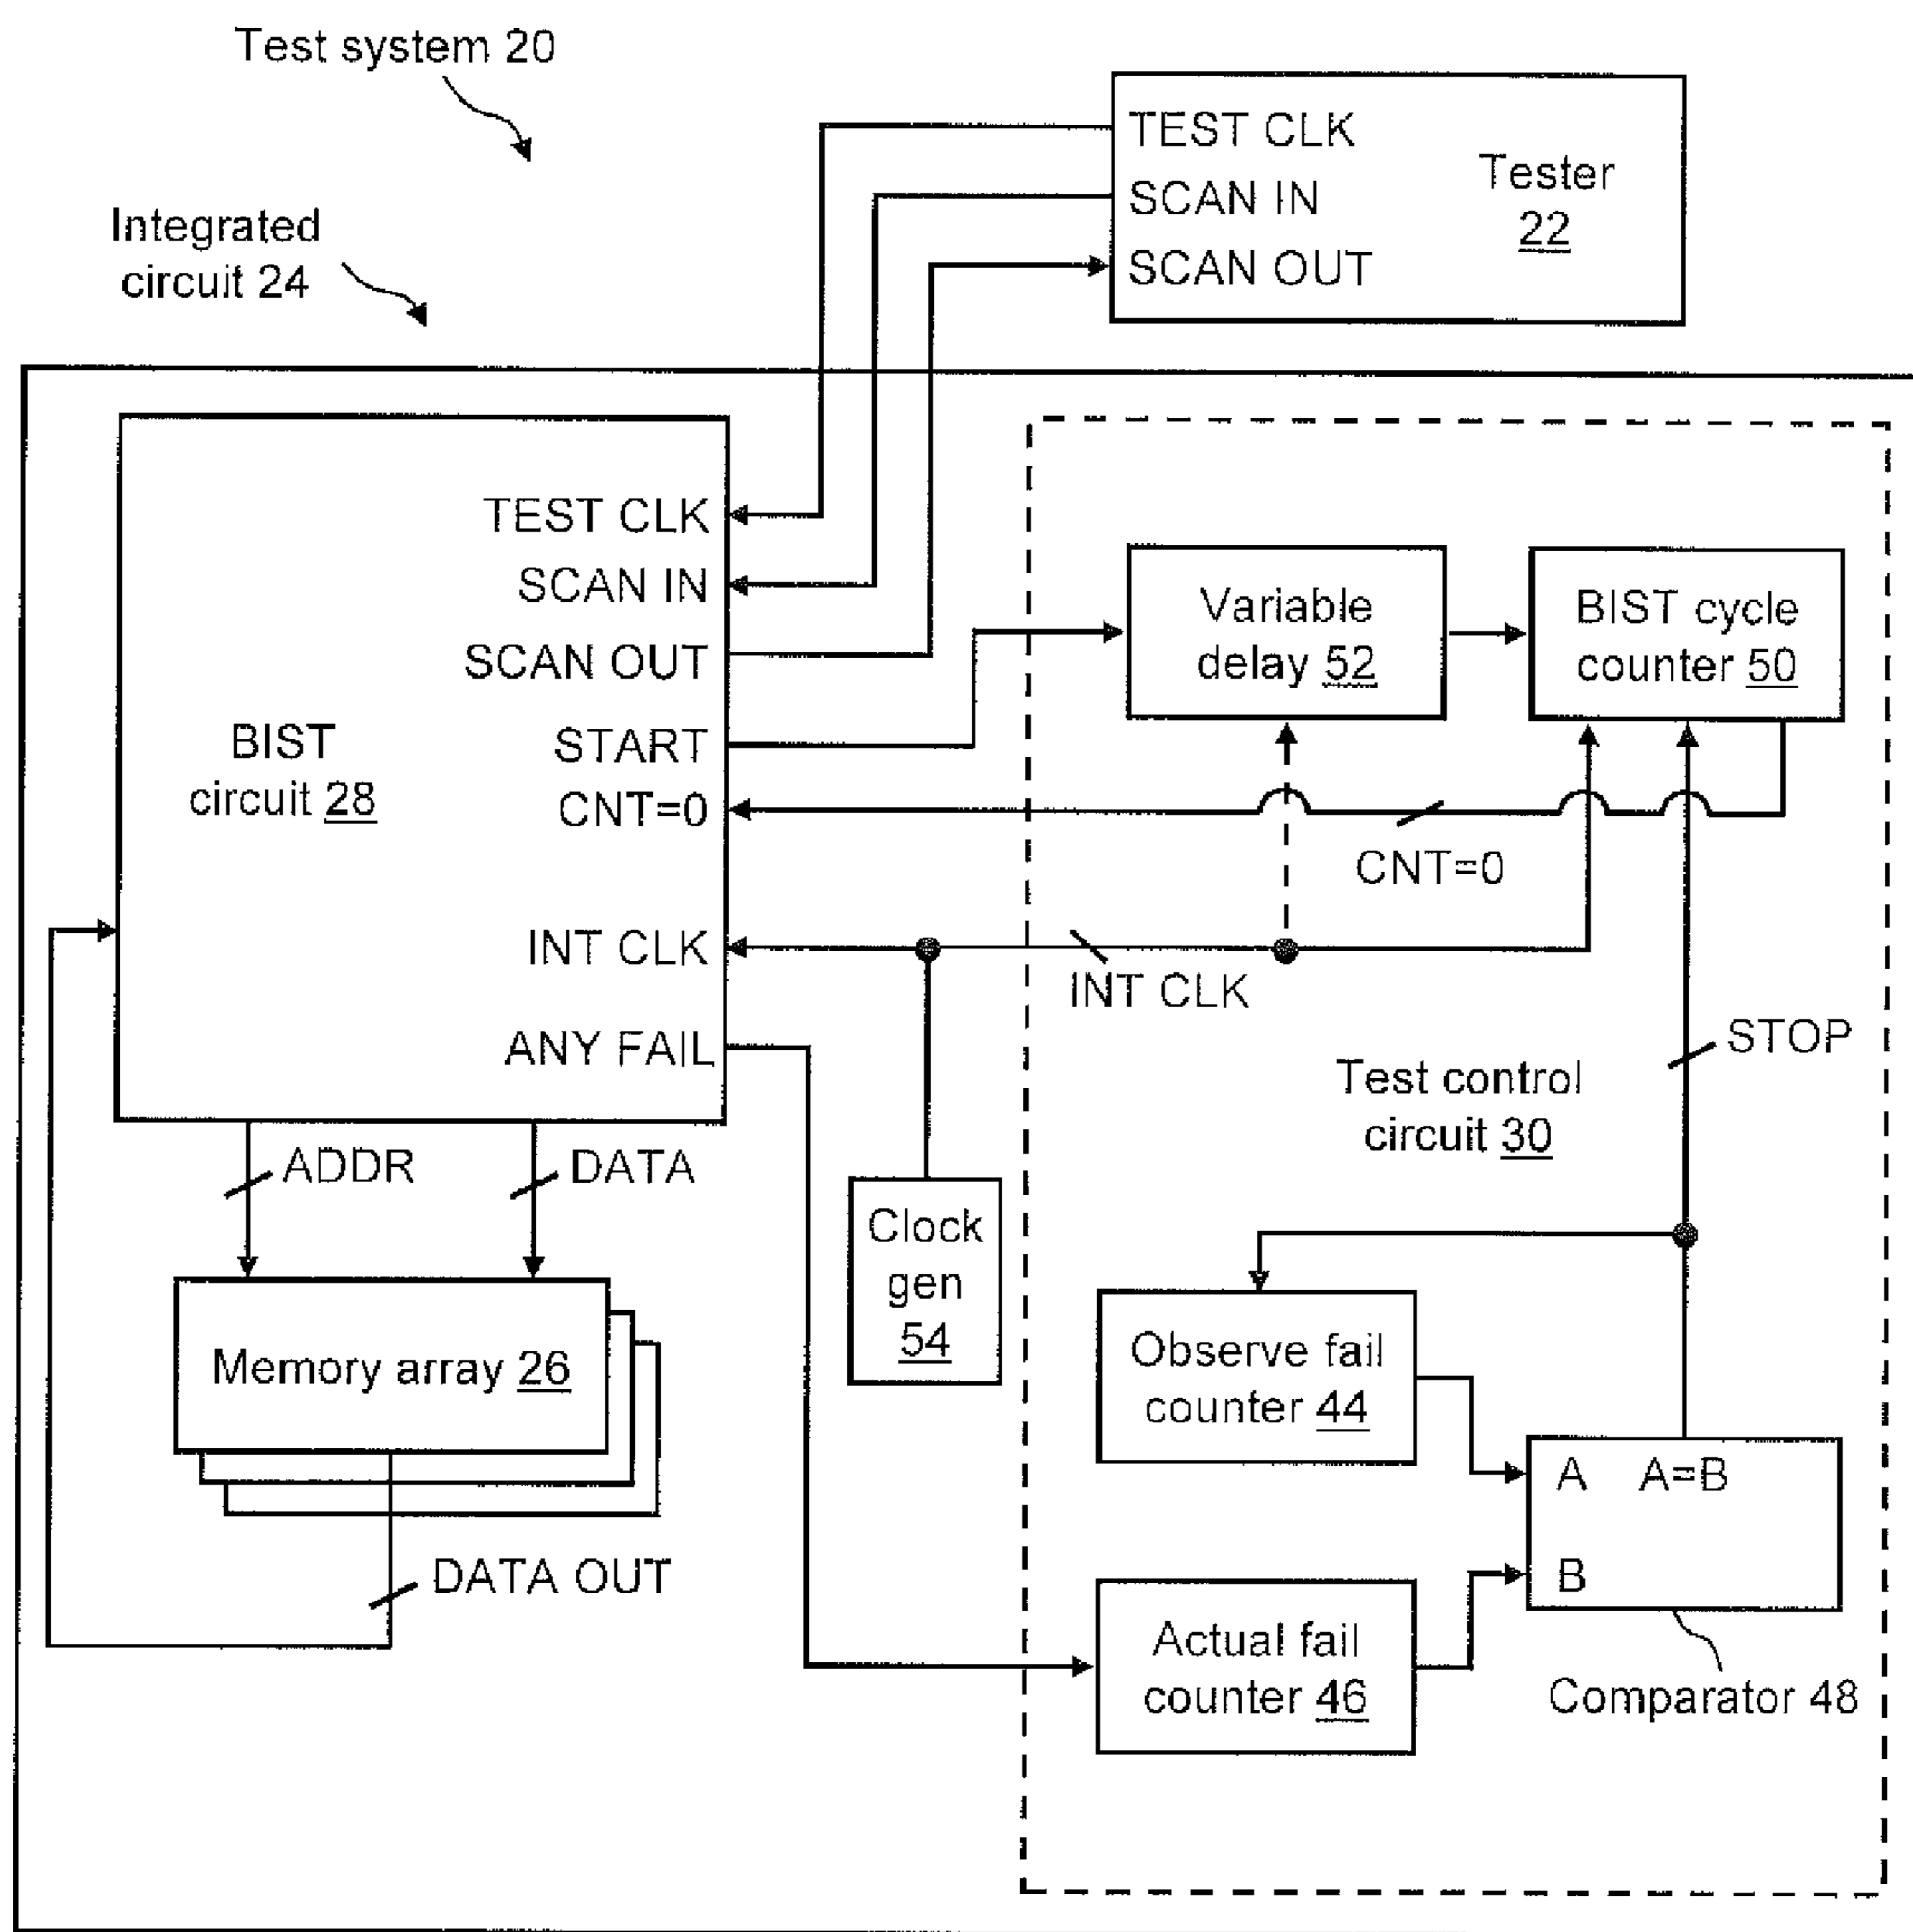 Test system 20
TEST CLK
SCAN IN
SCAN OUT
Tester
22
Integrated
circuit 24
TEST CLK
SCAN IN
SCAN OUT
START
CNT=0
INT CLK
ANY FAIL
BIST
circuit 28
Variable
delay 52
BIST cycle
counter 50
CNT=0
INT CLK
STOP
Test control
circuit 30
ADDR
DATA
Clock
gen
54
Memory array 26
DATA OUT
Observe fail
counter 44
A A=B
B
Actual fail
counter 46
Comparator 48